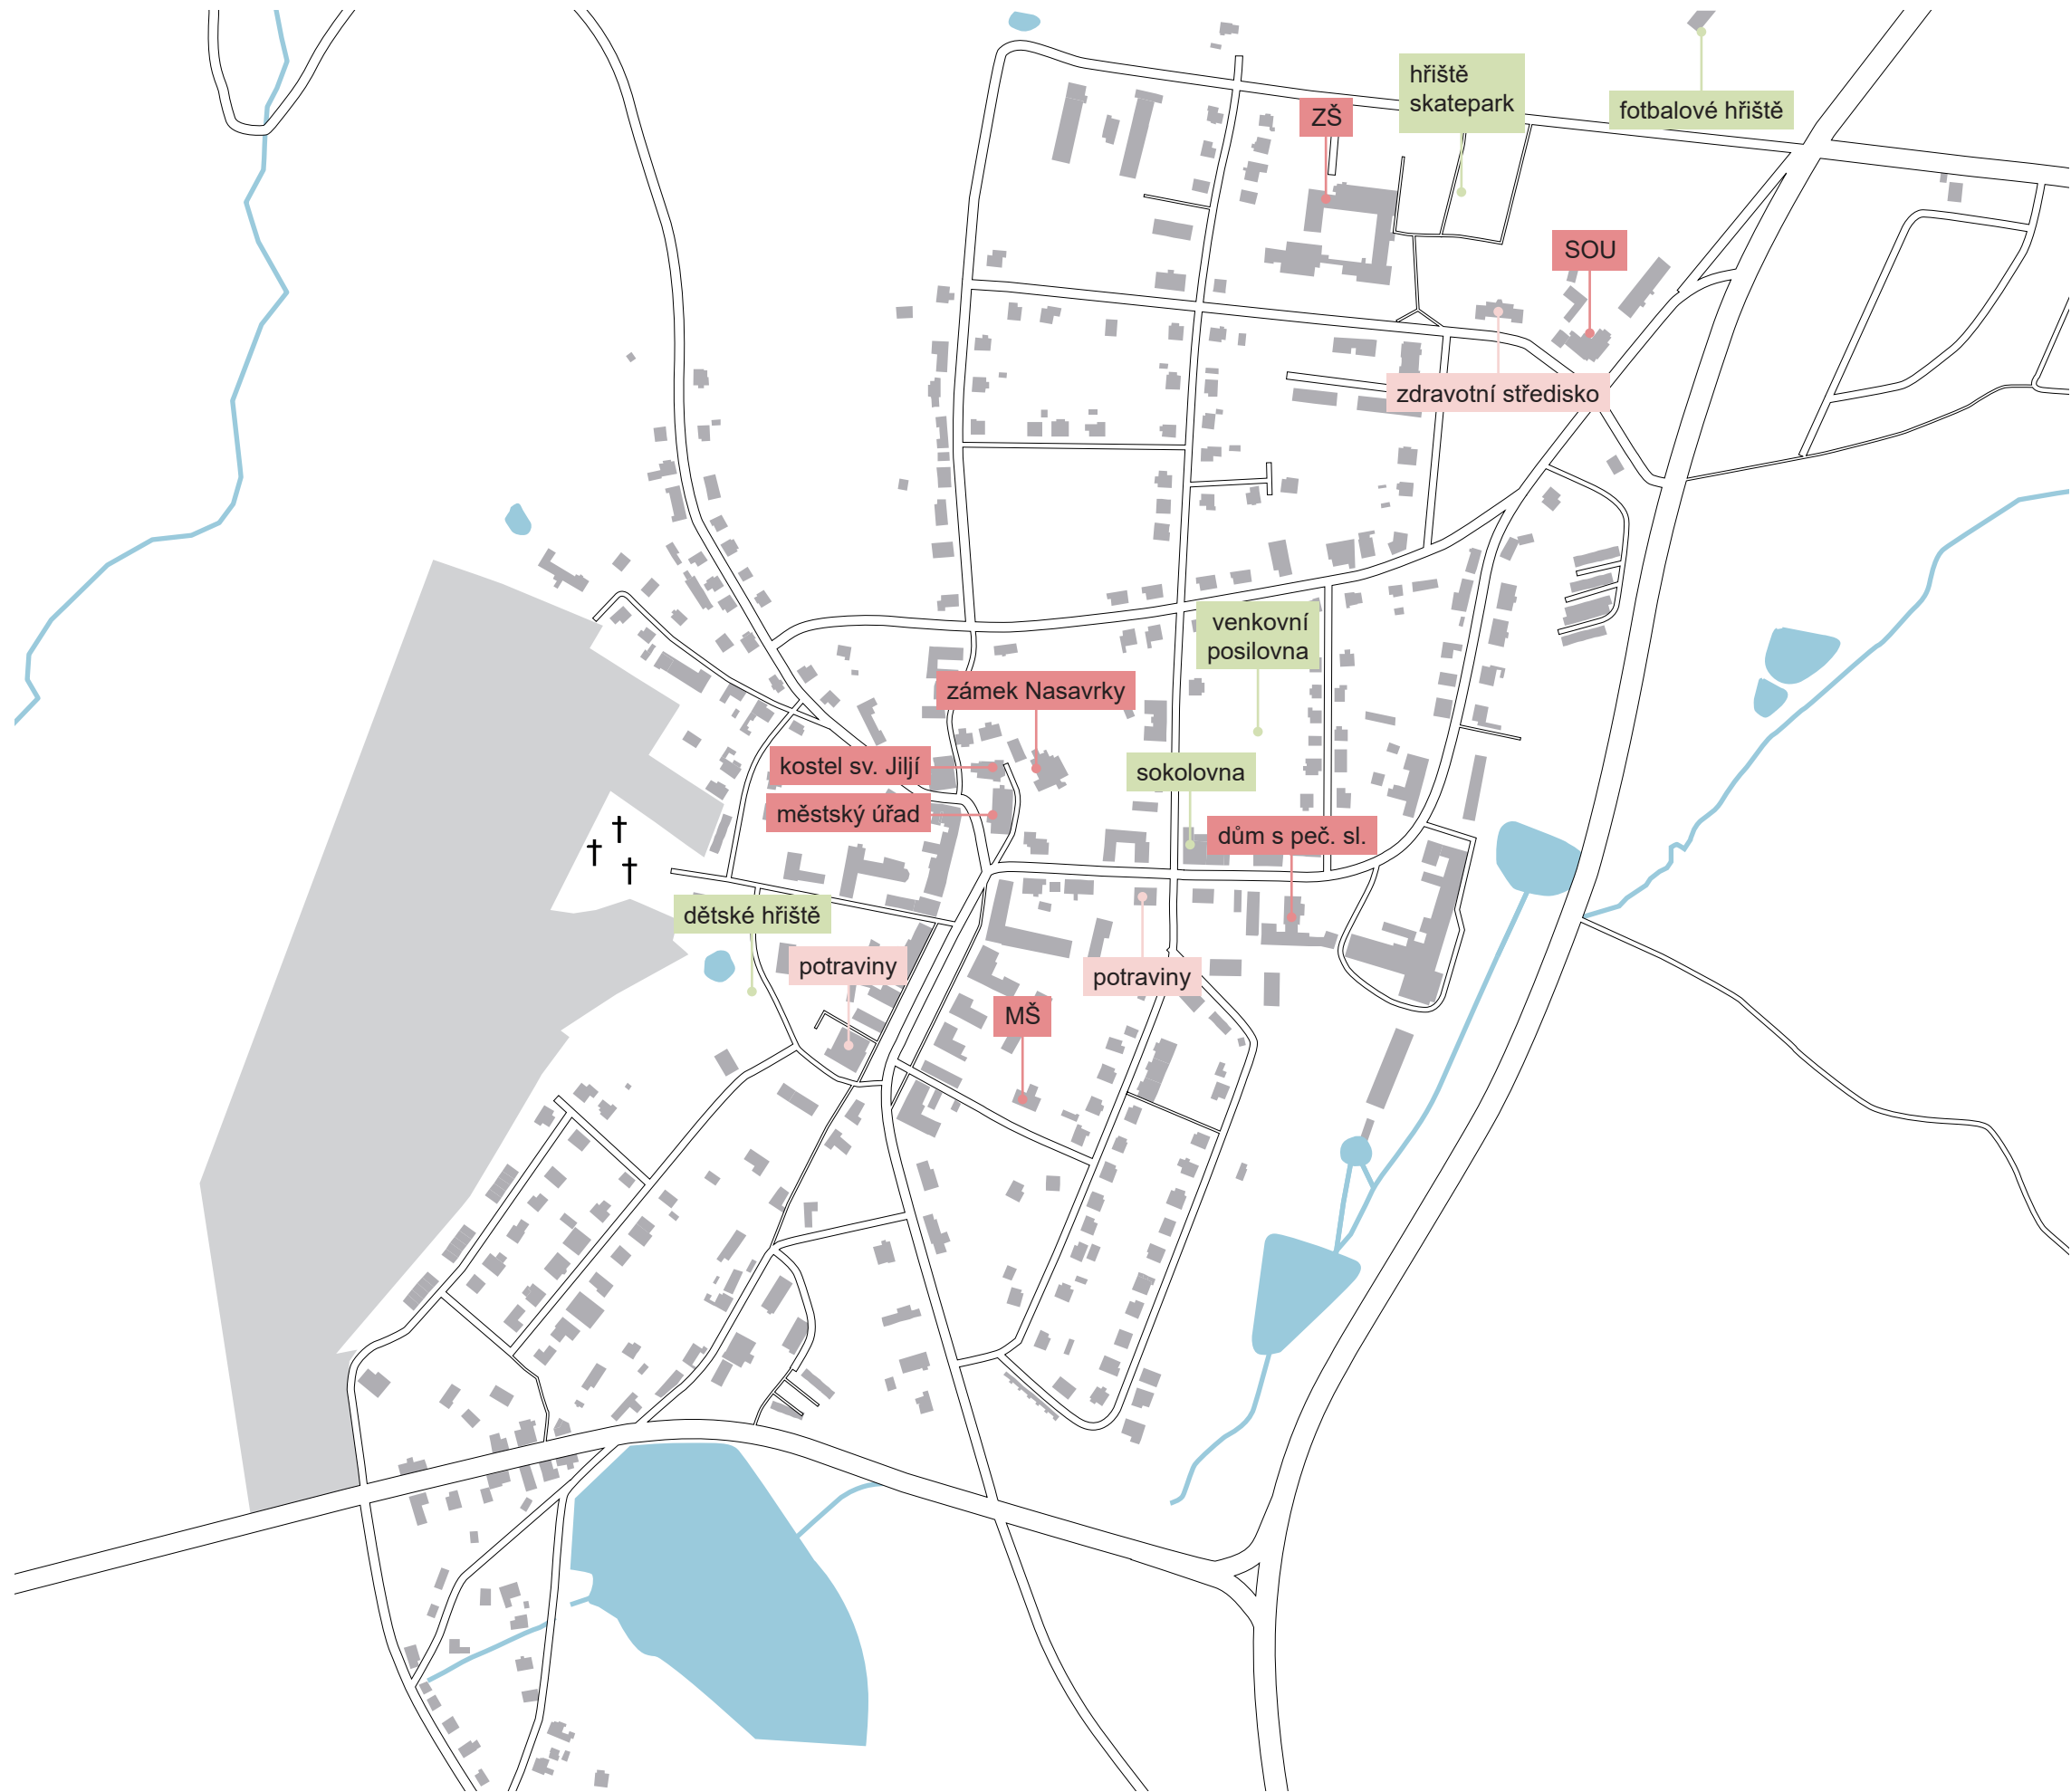 hřiště
skatepark
fotbalové hřiště
ZŠ
SOU
zdravotní středisko
venkovní
posilovna
zámek Nasavrky
kostel sv. Jiljí
sokolovna
městský úřad
dům s peč. sl.
dětské hřiště
potraviny
potraviny
MŠ